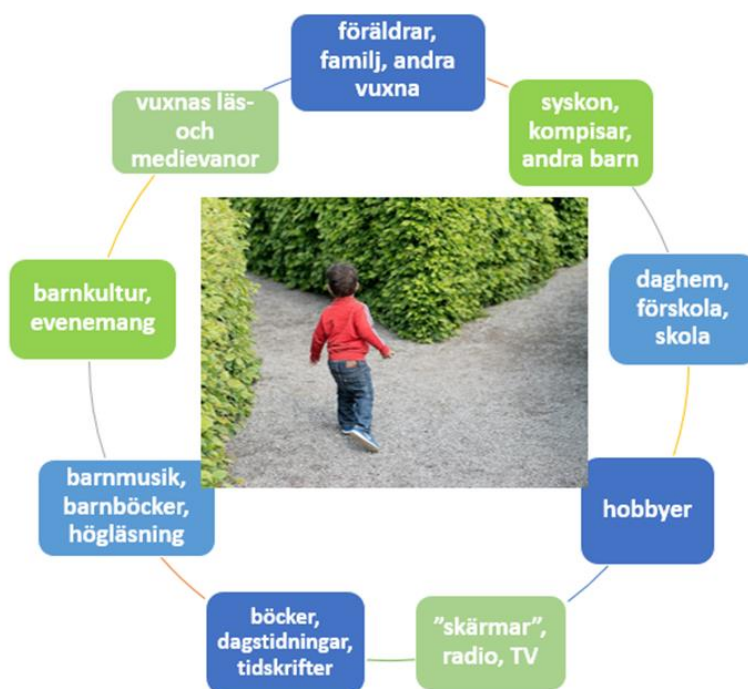 föräldrar,
familj, andra
vuxna
syskon,
kompisar,
andra barn
daghem,
förskola,
skola
hobbyer
”skärmar”,
radio, TV
böcker,
dagstidningar,
tidskrifter
barnmusik,
barnböcker,
högläsning
barnkultur,
evenemang
vuxnas läs-
och
medievanor